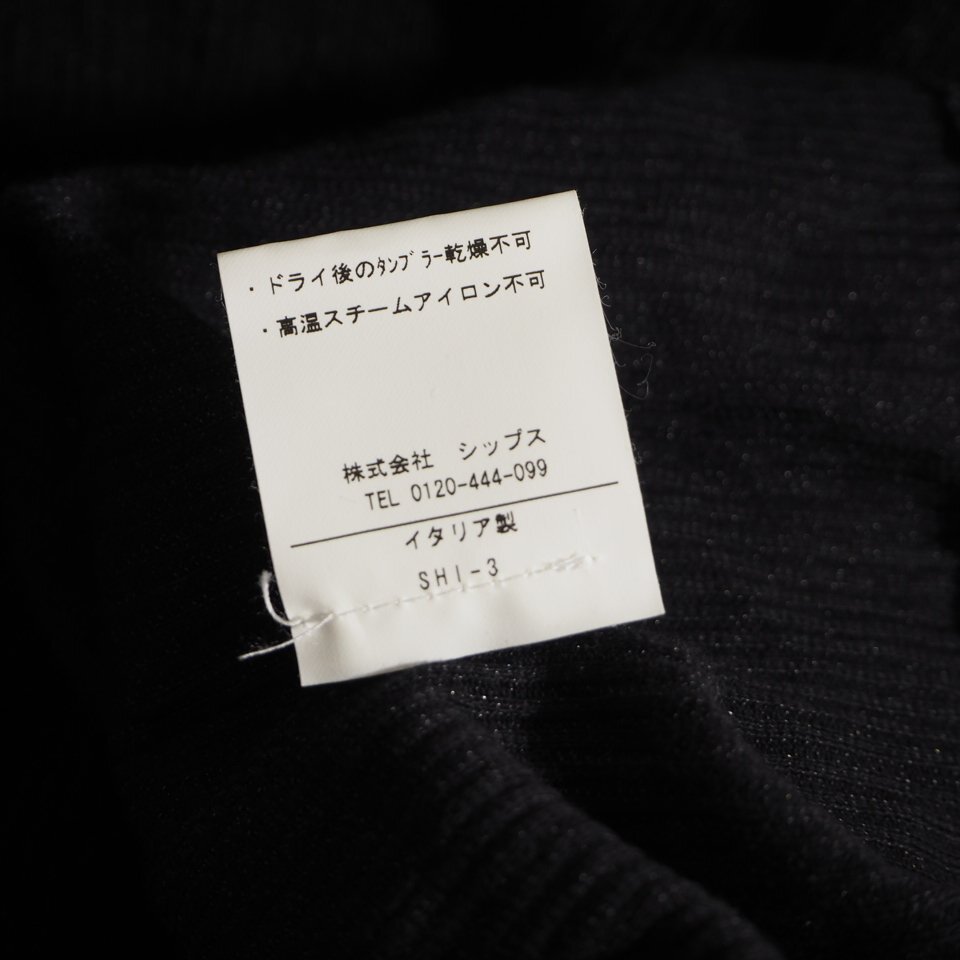 ・ドライ後のﾀﾝﾌﾞﾗｰ乾燥不可
・高温スチームアイロン不可
株式会社 シップス
TEL 0120-444-099
イタリア製
SHI-3